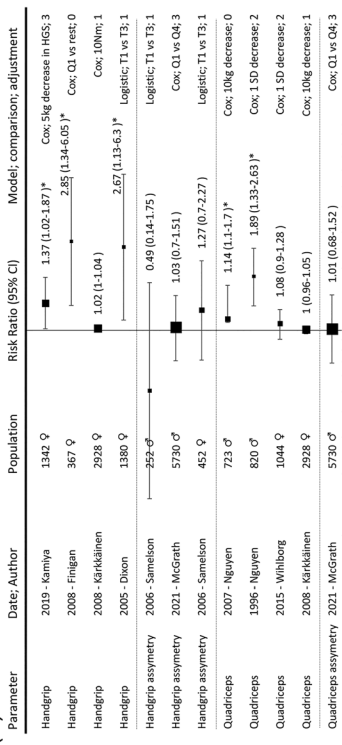 Parameter Date; Author Population Risk Ratio (95% CI) Model; comparison; adjustment
Handgrip 2019 - Kamiya 1342 ♀ 1.37 (1.02-1.87 )* Cox; 5kg decrease in HGS; 3
Handgrip 2008 - Finigan 367 ♀ 2.85 (1.34-6.05 )* Cox; Q1 vs rest; 0
Handgrip 2008 - Kärkkäinen 2928 ♀ 1.02 (1-1.04 ) Cox; 10Nm; 1
Handgrip 2005 - Dixon 1380 ♀ 2.67 (1.13-6.3 )* Logistic; T1 vs T3; 1
Handgrip assymetry 2006 - Samelson 252 ♂ 0.49 (0.14-1.75 ) Logistic; T1 vs T3; 1
Handgrip assymetry 2021 - McGrath 5730 ♂ 1.03 (0.7-1.51 ) Cox; Q1 vs Q4; 3
Handgrip assymetry 2006 - Samelson 452 ♀ 1.27 (0.7-2.27 ) Logistic; T1 vs T3; 1
Quadriceps 2007 - Nguyen 723 ♂ 1.14 (1.1-1.7 )* Cox; 10kg decrease; 0
Quadriceps 1996 - Nguyen 820 ♂ 1.89 (1.33-2.63 )* Cox; 1 SD decrease; 2
Quadriceps 2015 - Wihlborg 1044 ♀ 1.08 (0.9-1.28 ) Cox; 1 SD decrease; 2
Quadriceps 2008 - Kärkkäinen 2928 ♀ 1 (0.96-1.05 ) Cox; 10kg decrease; 1
Quadriceps assymetry 2021 - McGrath 5730 ♂ 1.01 (0.68-1.52 ) Cox; Q1 vs Q4; 3